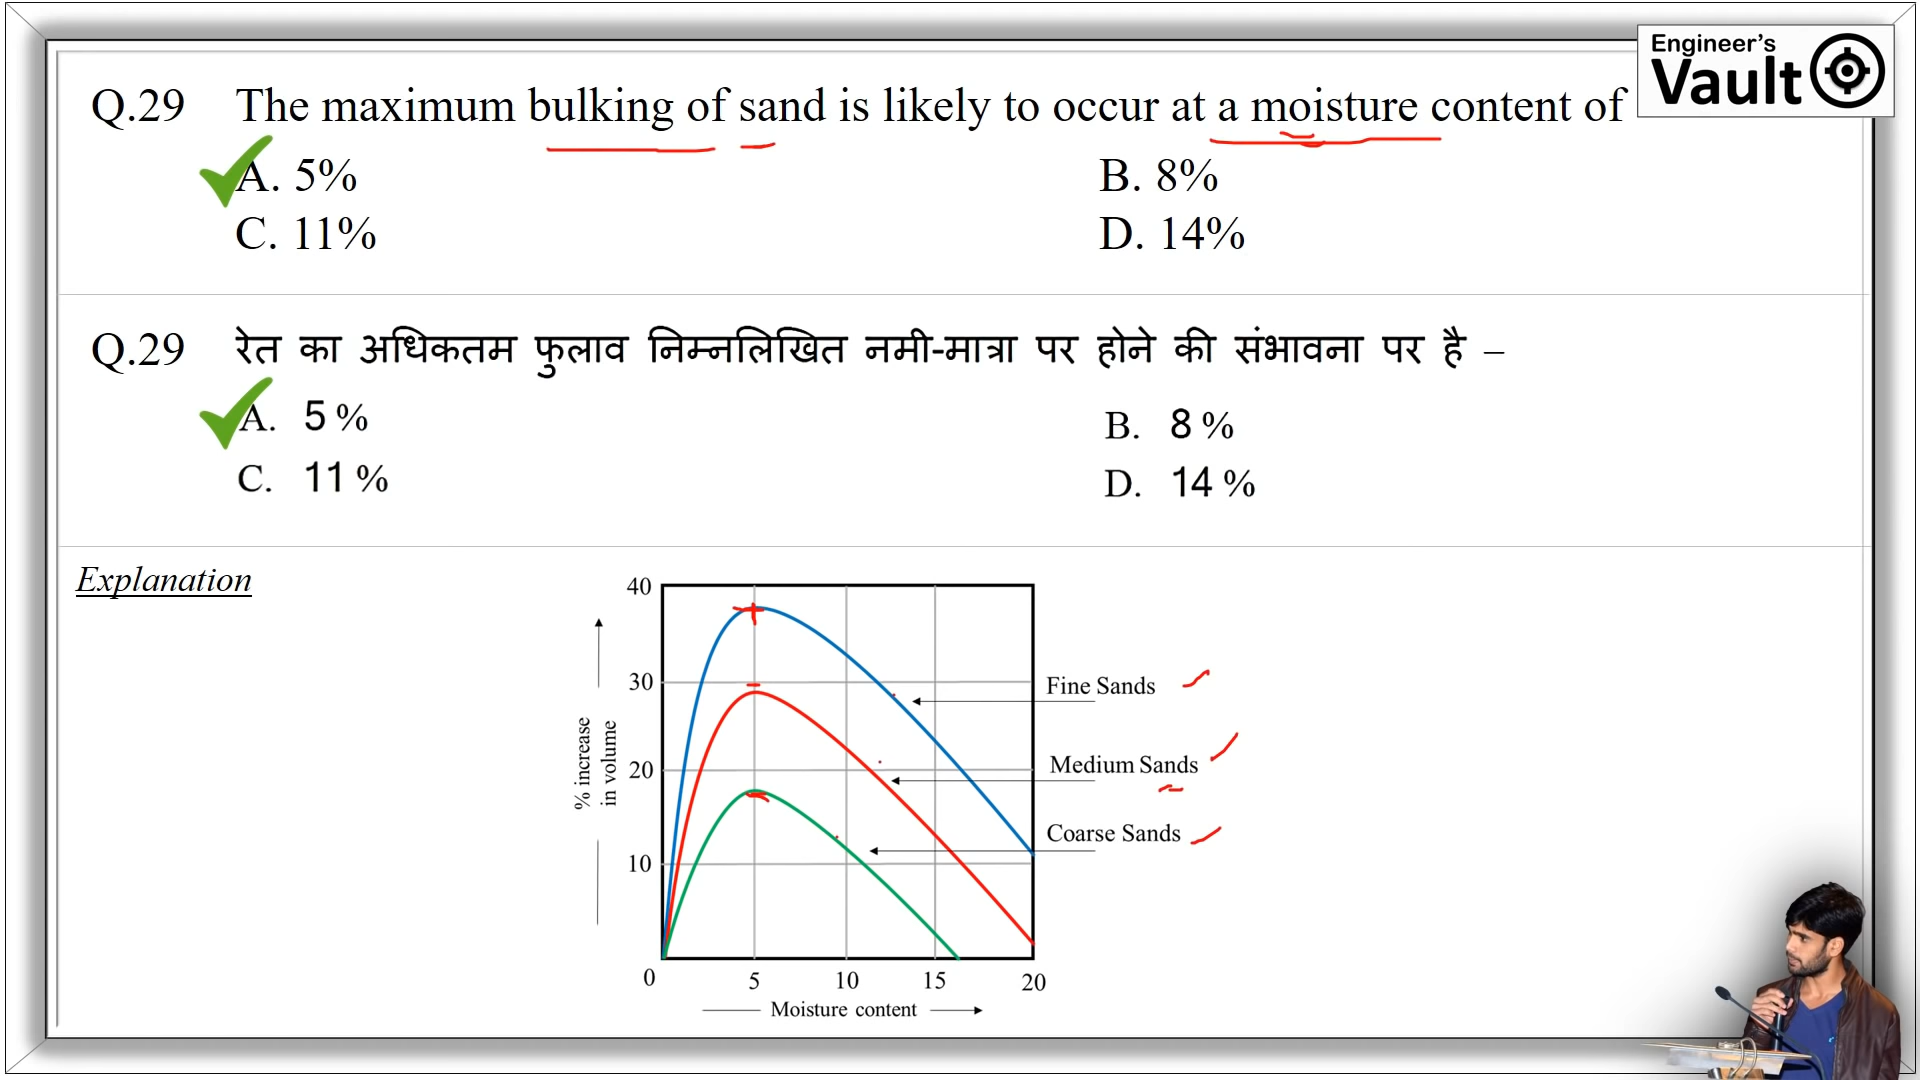 Engineer's
Vault
Q.29 The maximum bulking of sand is likely to occur at a moisture content of
A. 5% B. 8%
C. 11% D. 14%
Q.29 रेत का अधिकतम फुलाव निम्नलिखित नमी-मात्रा पर होने की संभावना पर है –
A. 5 % B. 8 %
C. 11 % D. 14 %
Explanation
40
30
20
10
0 5 10 15 20
% increase
in volume
Moisture content
Fine Sands
Medium Sands
Coarse Sands